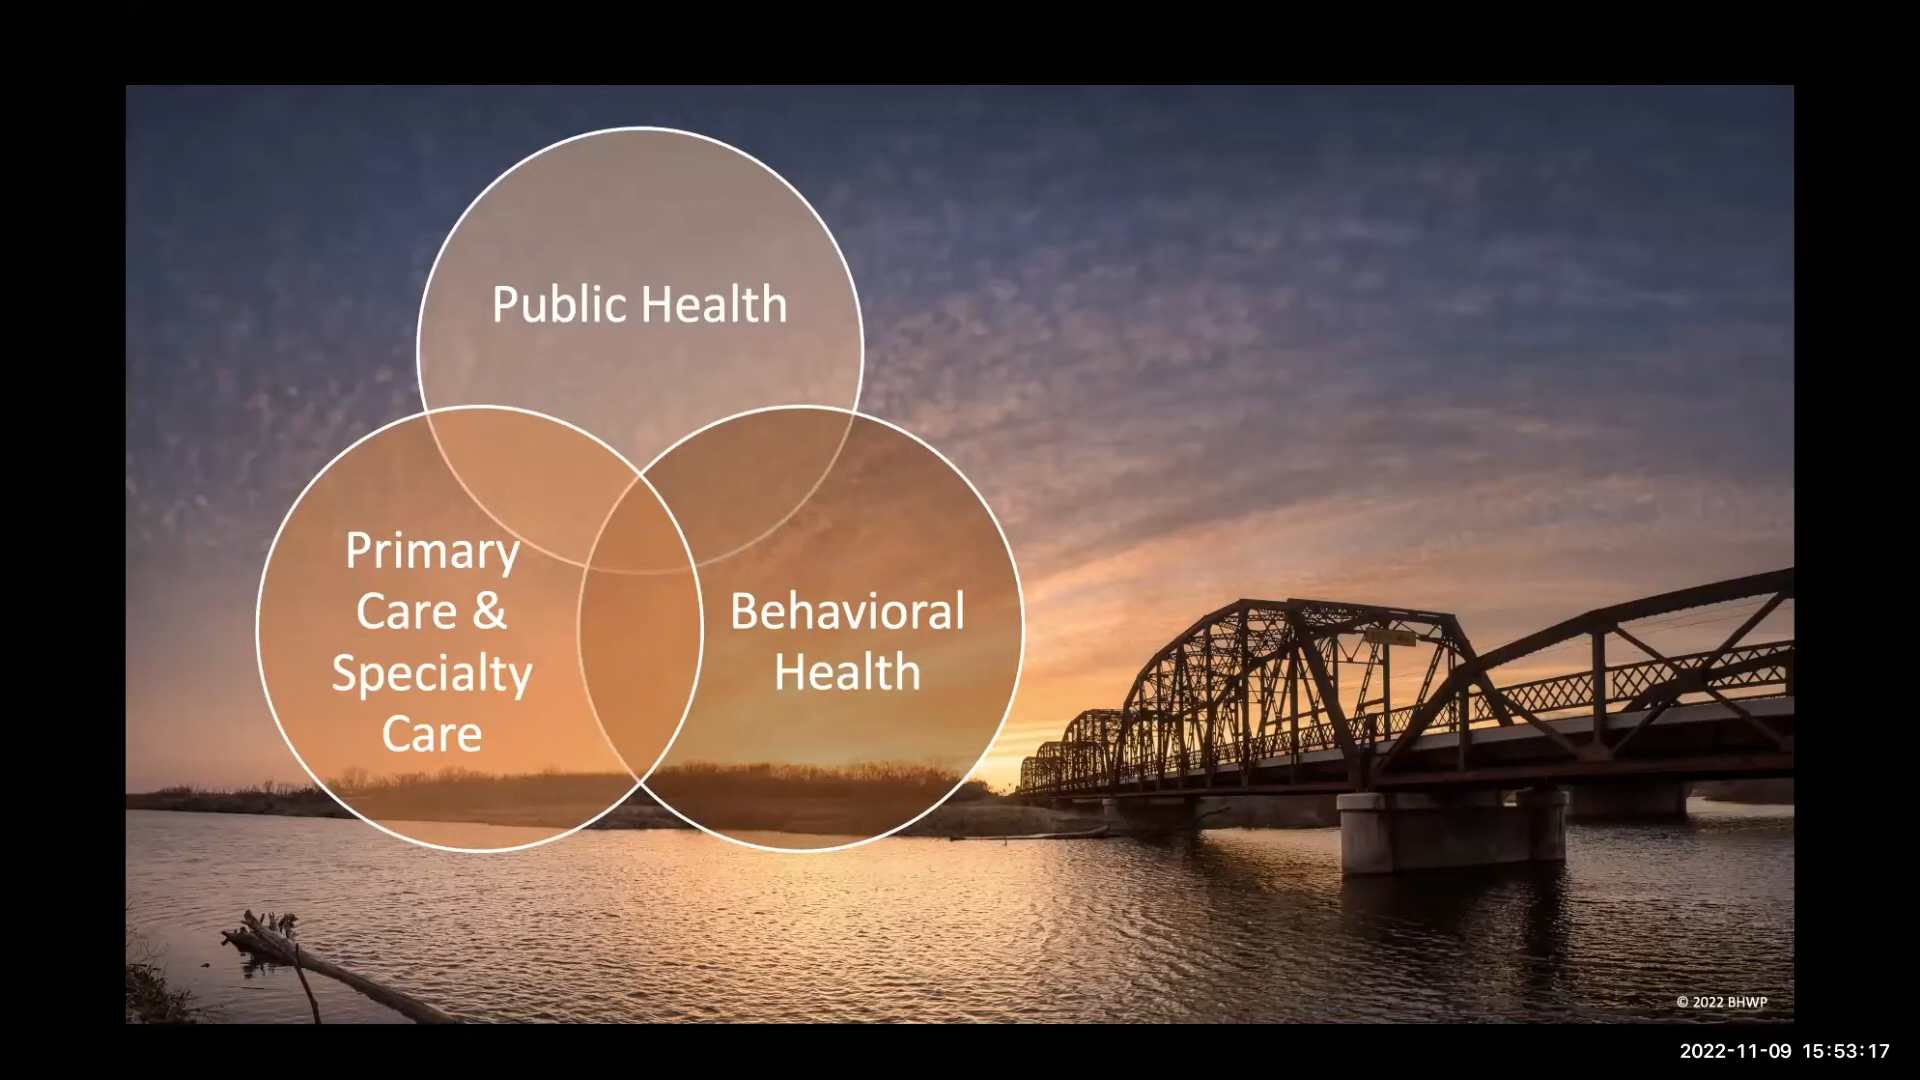 Public Health
Primary
Care &
Specialty
Care
Behavioral
Health
© 2022 BHWP
2022-11-09 15:53:17